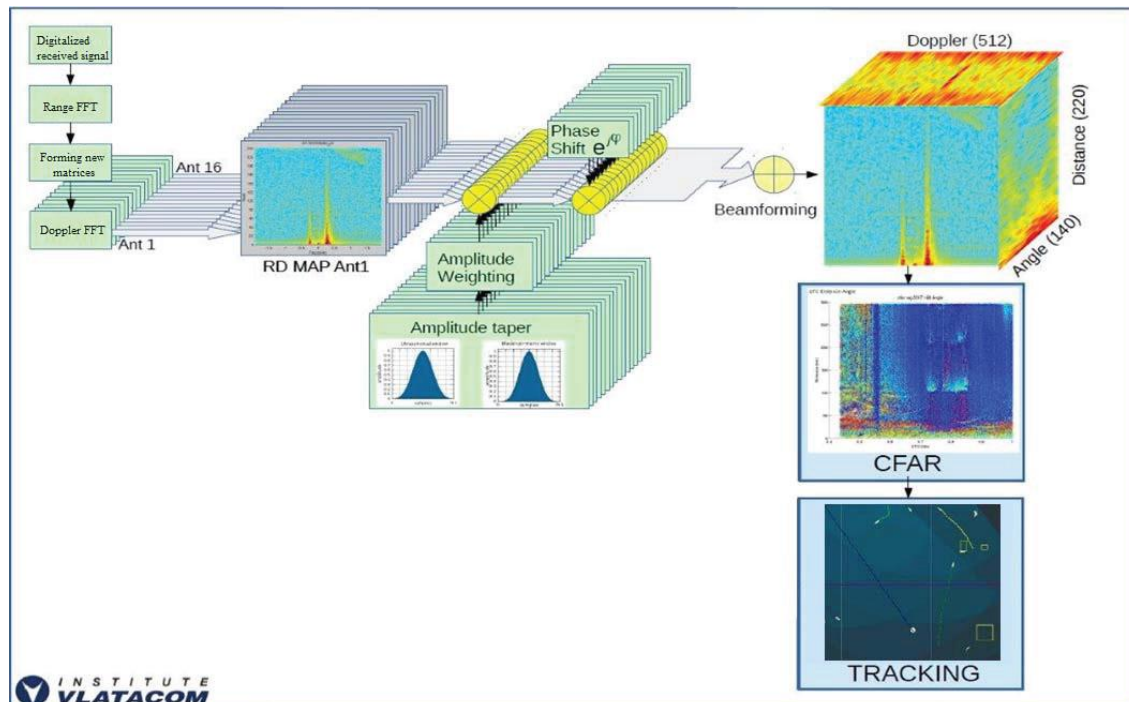 Digitalized
received signal
Range FFT
Forming new
matrices
Doppler FFT
Ant 16
Ant 1
RD MAP Ant1
Phase
Shift e^jφ
Amplitude
Weighting
Amplitude taper
Beamforming
Doppler (512)
Distance (220)
Angle (140)
CFAR
TRACKING
INSTITUTE
VLATACOM